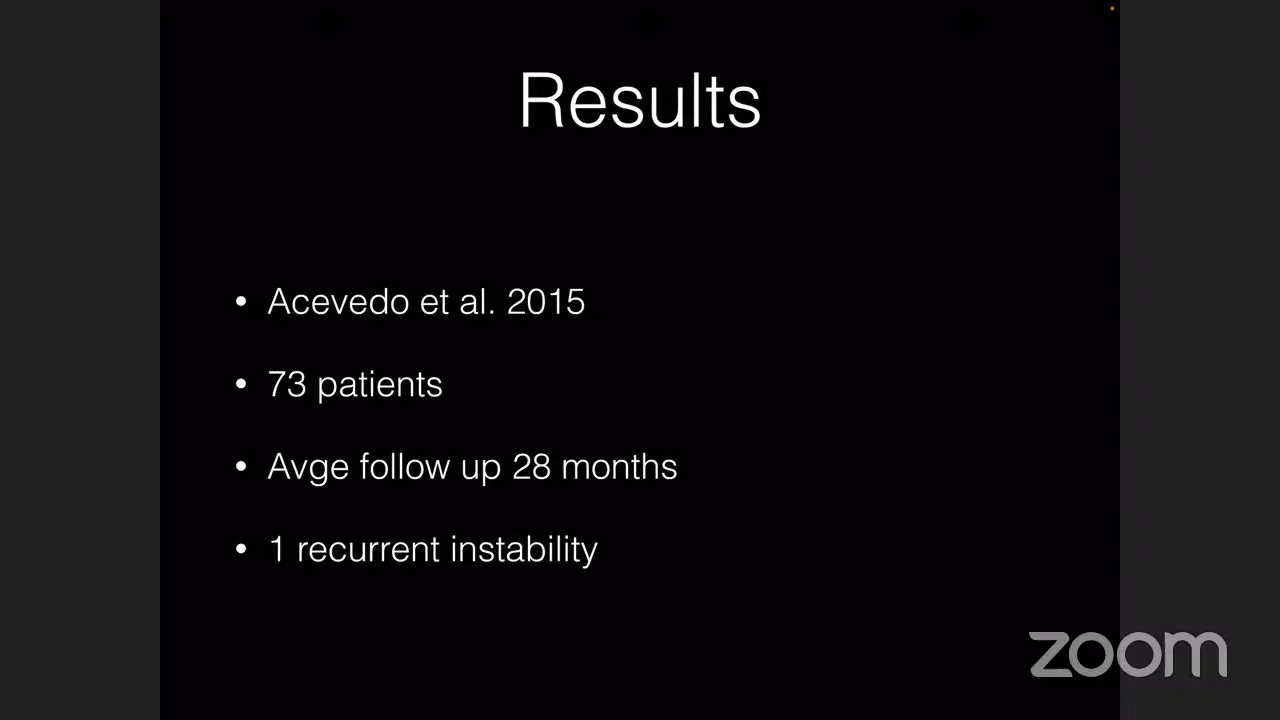 Results
• Acevedo et al. 2015
• 73 patients
• Avge follow up 28 months
• 1 recurrent instability
zoom